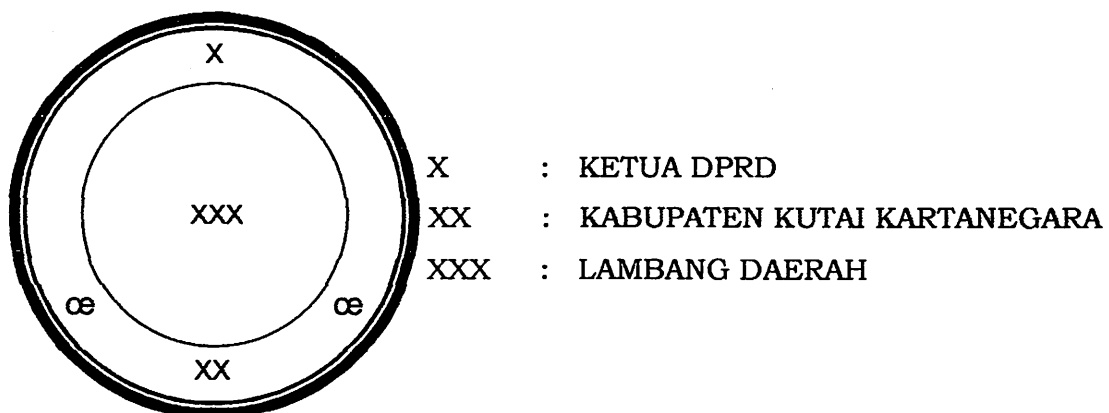 X
X : KETUA DPRD
XXX
XX : KABUPATEN KUTAI KARTANEGARA
XXX : LAMBANG DAERAH
œ œ
XX